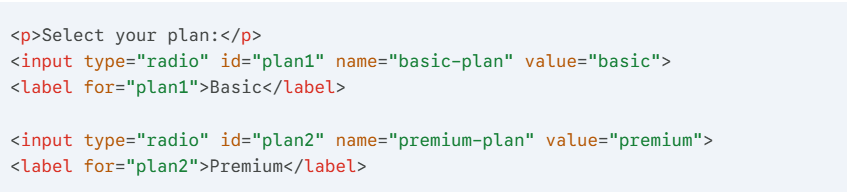 <p>Select your plan:</p>
<input type="radio" id="plan1" name="basic-plan" value="basic">
<label for="plan1">Basic</label>
<input type="radio" id="plan2" name="premium-plan" value="premium">
<label for="plan2">Premium</label>